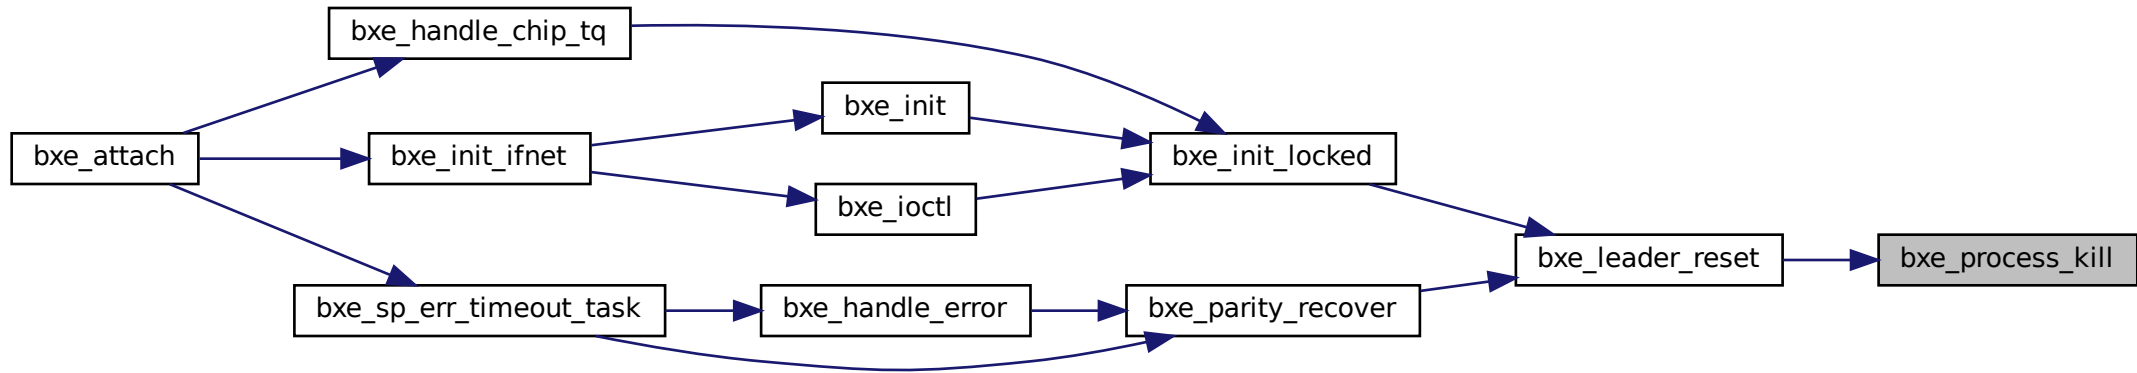 bxe_handle_chip_tq
bxe_init
bxe_attach
bxe_init_ifnet
bxe_init_locked
bxe_ioctl
bxe_leader_reset
bxe_process_kill
bxe_sp_err_timeout_task
bxe_handle_error
bxe_parity_recover